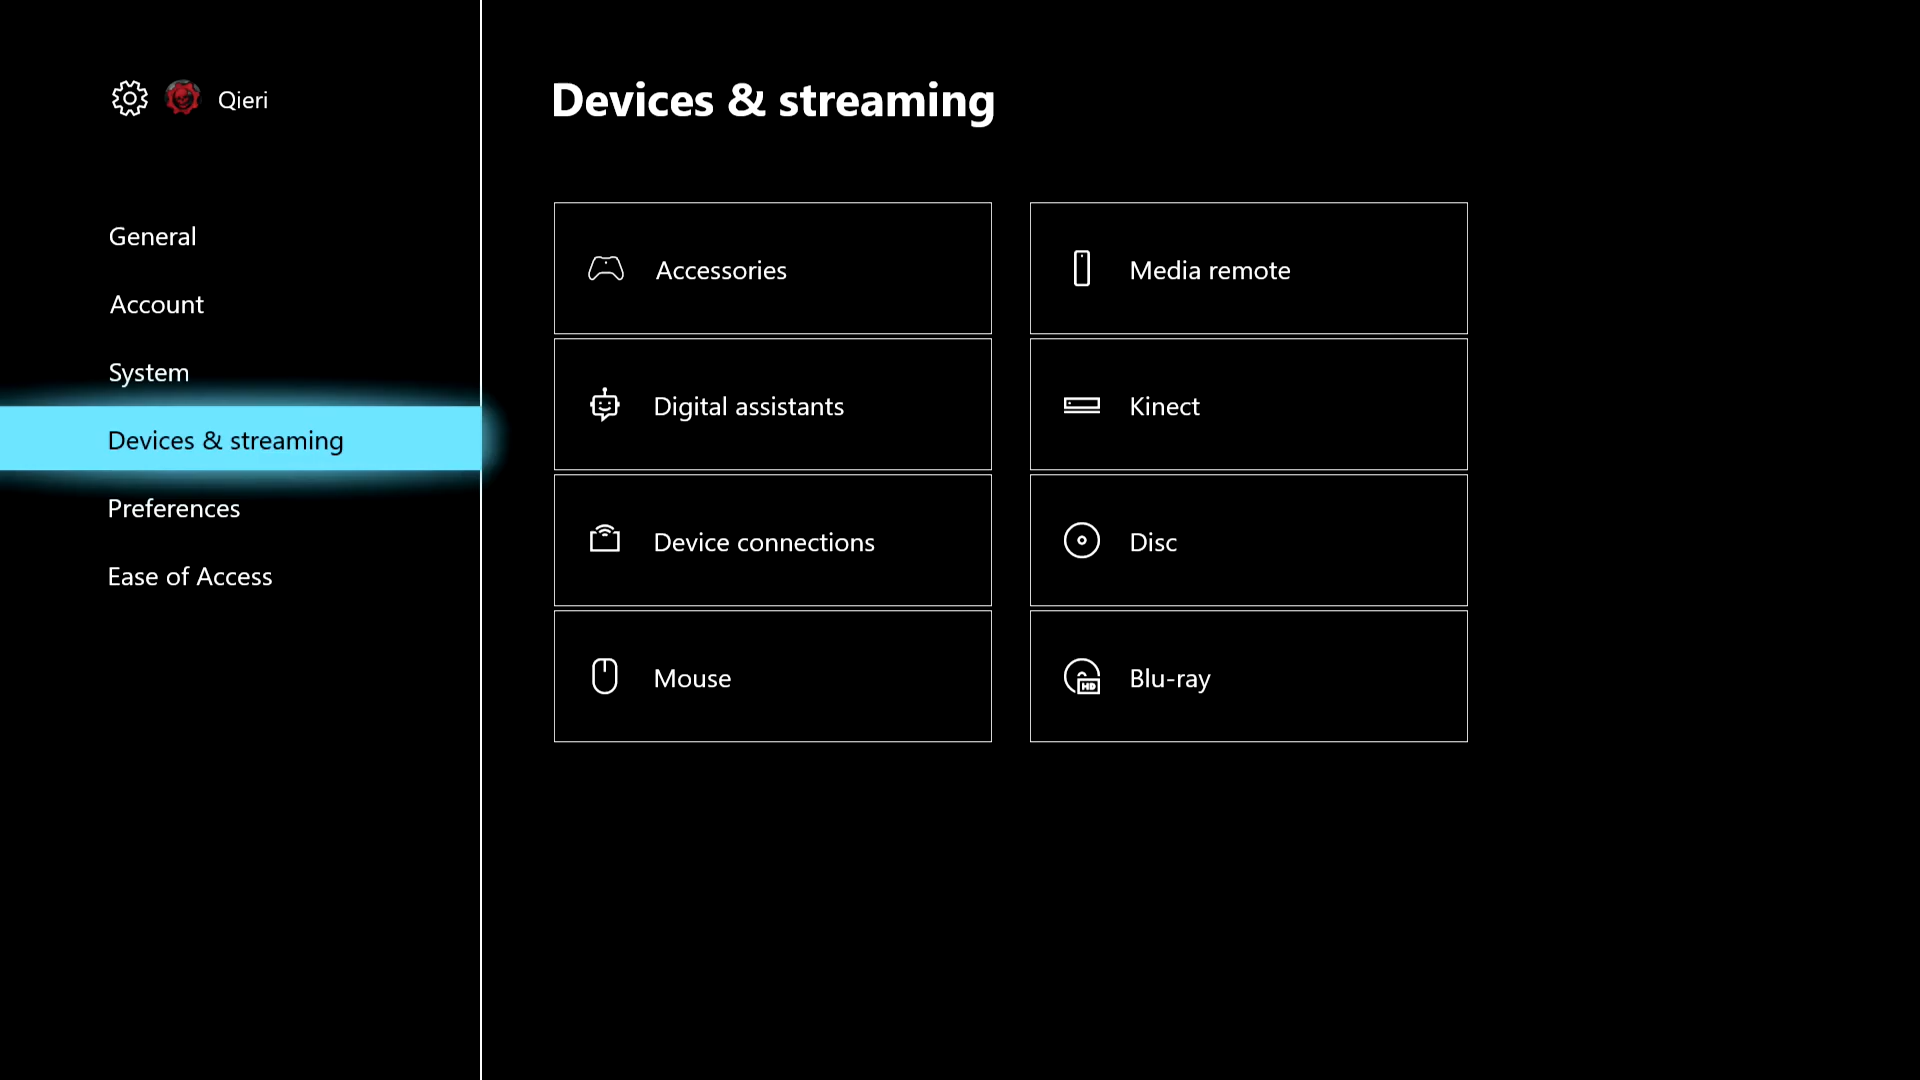 Qieri
General
Account
System
Devices & streaming
Preferences
Ease of Access
Devices & streaming
Accessories
Media remote
Digital assistants
Kinect
Device connections
Disc
Mouse
HD
Blu-ray